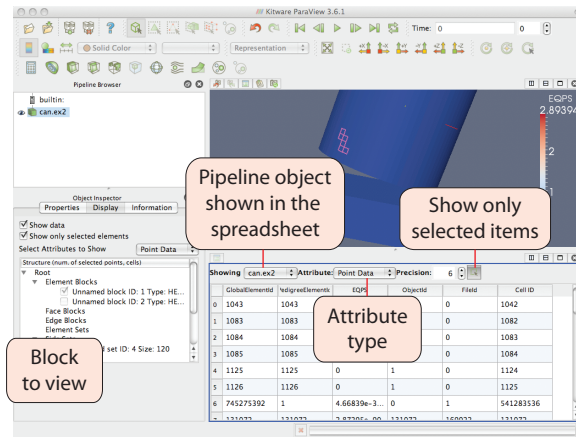 Kitware ParaView 3.6.1
Time: 0
0
Solid Color
Representation
Pipeline Browser
builtin:
can.ex2
EQPS
2.89394
2
1
Pipeline object
shown in the
spreadsheet
Show only
selected items
Object Inspector
Properties Display Information
Show data
Show only selected elements
Select Attributes to Show Point Data
Structure (num. of selected points, cells)
Root
Element Blocks
Unnamed block ID: 1 Type: HE...
Unnamed block ID: 2 Type: HE...
Face Blocks
Edge Blocks
Element Sets
set ID: 4 Size: 120
Block
to view
Showing can.ex2 Attribute: Point Data Precision: 6
GlobalElementId EQPS ObjectId FileId Cell ID
0 1043 1043 0 1042
1 1083 1083 0 1082
2 1084 1084 0 1083
3 1085 1085 0 1084
4 1125 1125 0 1 0 1124
5 1126 1126 0 1 0 1125
6 745275392 1 4.66839e-3... 0 1 541283536
Attribute
type